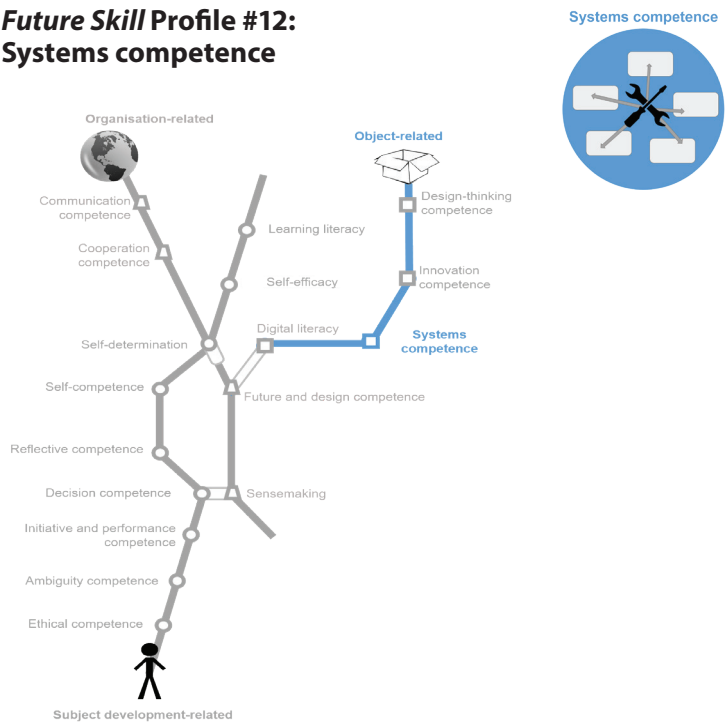 Future Skill Profile #12:
Systems competence
Systems competence
Organisation-related
Object-related
Communication
competence
Design-thinking
competence
Learning literacy
Cooperation
competence
Innovation
competence
Self-efficacy
Digital literacy
Systems
competence
Self-determination
Self-competence
Future and design competence
Reflective competence
Decision competence
Sensemaking
Initiative and performance
competence
Ambiguity competence
Ethical competence
Subject development-related